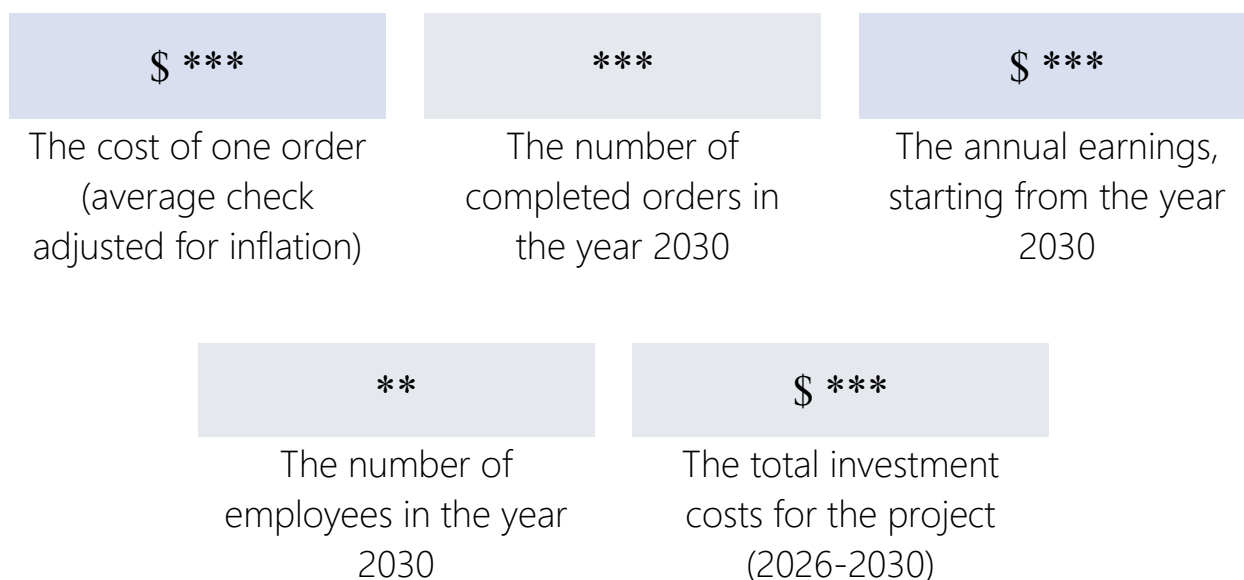 $ ***
The cost of one order
(average check
adjusted for inflation)
***
The number of
completed orders in
the year 2030
$ ***
The annual earnings,
starting from the year
2030
**
The number of
employees in the year
2030
$ ***
The total investment
costs for the project
(2026-2030)